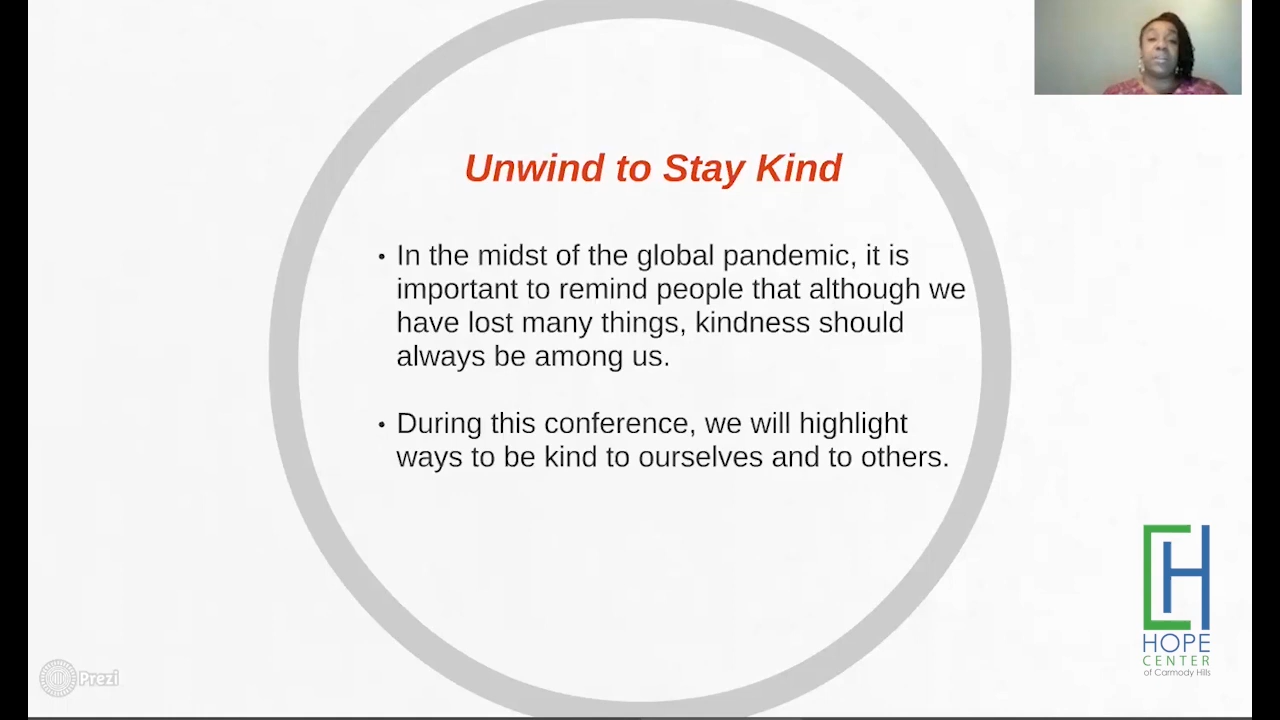 Unwind to Stay Kind
• In the midst of the global pandemic, it is
important to remind people that although we
have lost many things, kindness should
always be among us.
• During this conference, we will highlight
ways to be kind to ourselves and to others.
CH
HOPE
CENTER
of Carmody Hills
Prezi